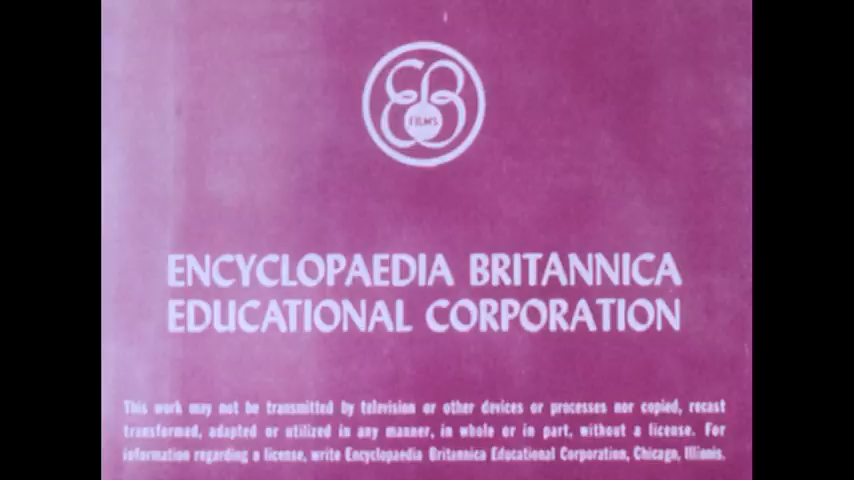 EB
FILMS
ENCYCLOPAEDIA BRITANNICA
EDUCATIONAL CORPORATION
This work may not be transmitted by television or other devices or processes nor copied, recast
transformed, adapted or utilized in any manner, in whole or in part, without a license. For
information regarding a license, write Encyclopaedia Britannica Educational Corporation, Chicago, Illinois.